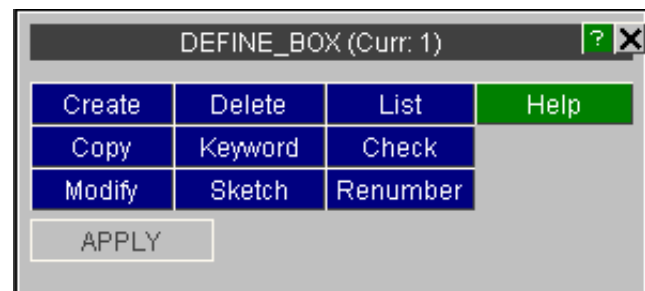 DEFINE_BOX (Curr: 1) ? X
Create Delete List Help
Copy Keyword Check
Modify Sketch Renumber
APPLY